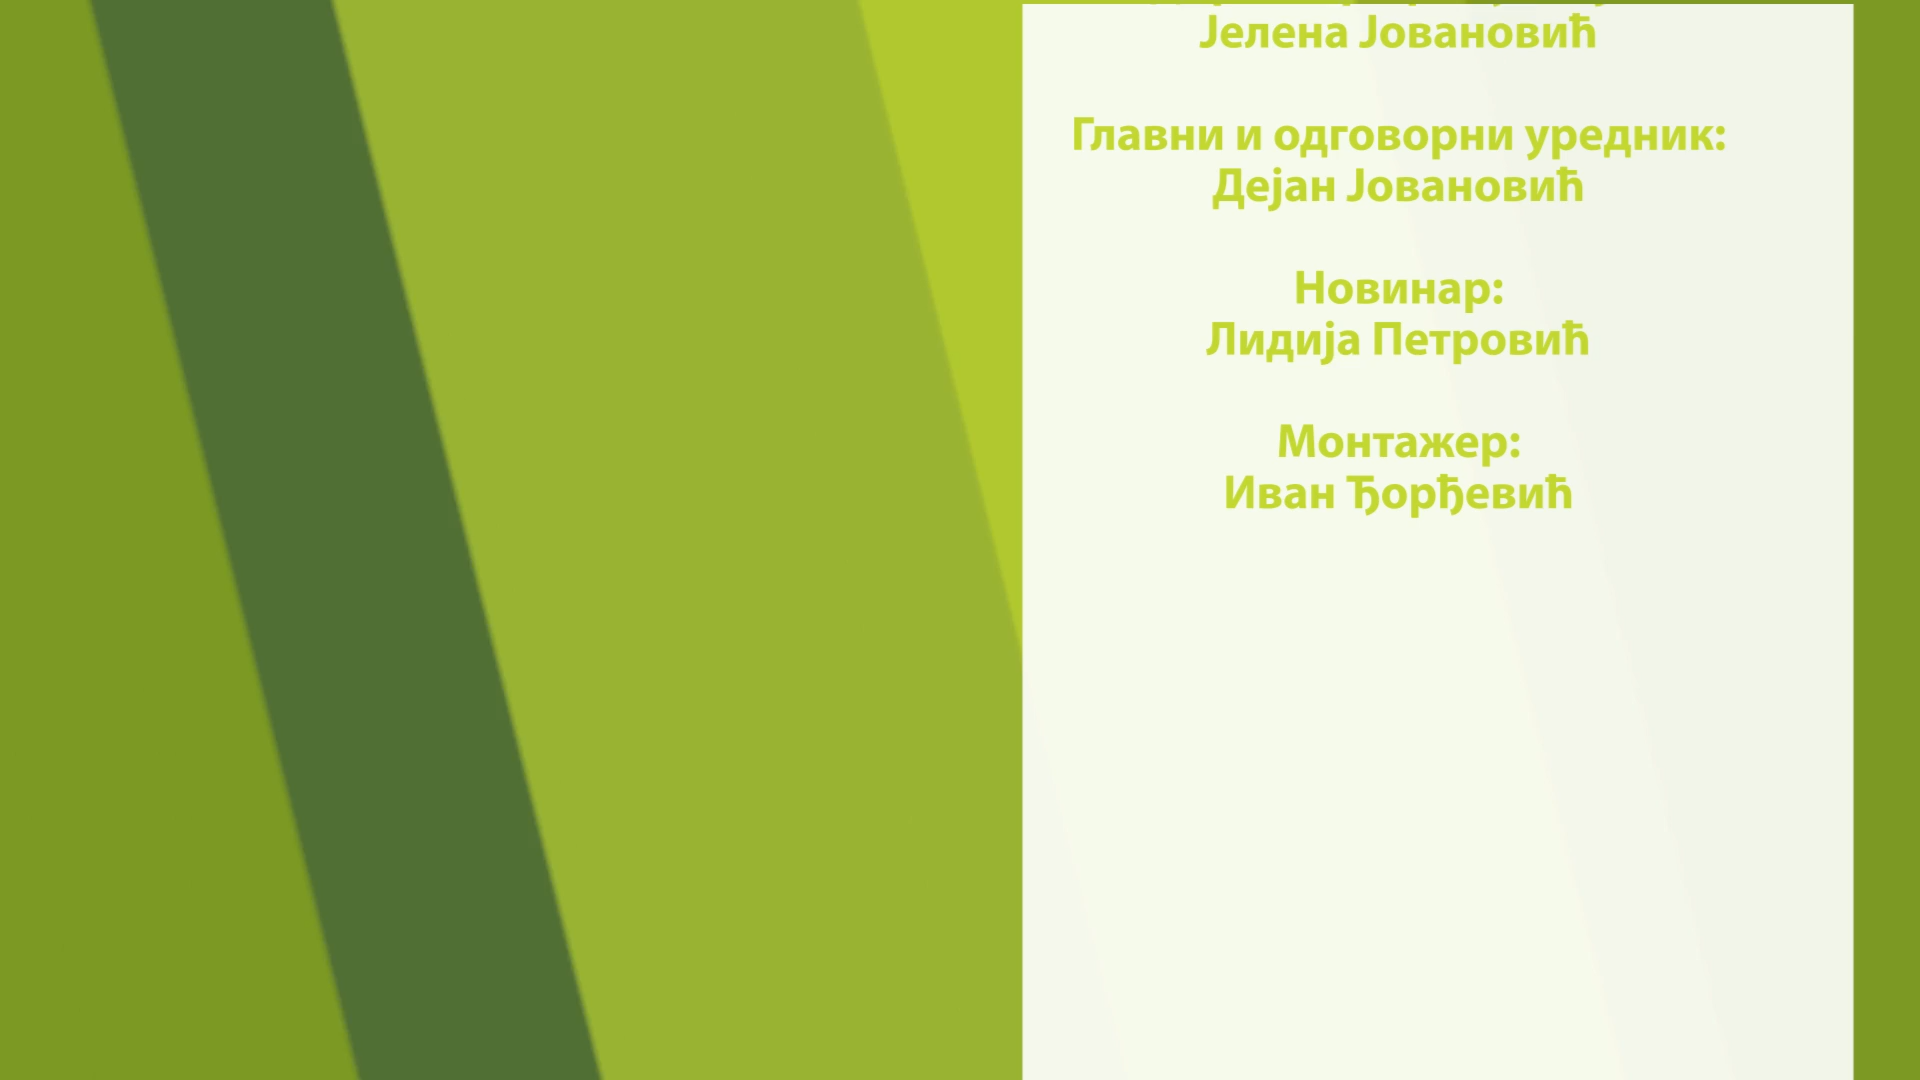 Јелена Јовановић
Главни и одговорни уредник:
Дејан Јовановић
Новинар:
Лидија Петровић
Монтажер:
Иван Ђорђевић